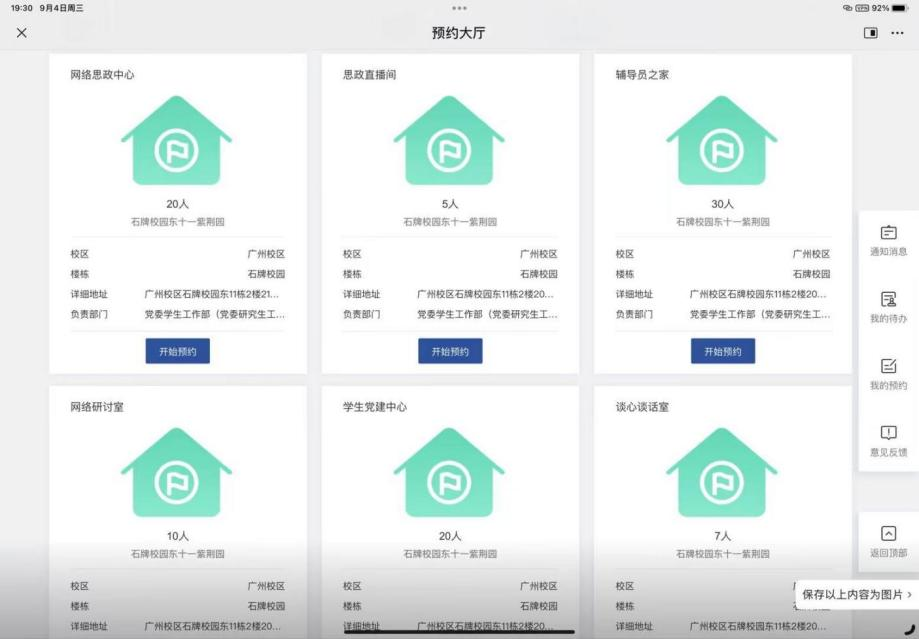 19:30 9月4日周三
VPN 92%
预约大厅
网络思政中心
20人
石牌校园东十一紫荆园
校区 广州校区
楼栋 石牌校园
详细地址 广州校区石牌校园东11栋2楼21...
负责部门 党委学生工作部（党委研究生工...
开始预约
思政直播间
5人
石牌校园东十一紫荆园
校区 广州校区
楼栋 石牌校园
详细地址 广州校区石牌校园东11栋2楼20...
负责部门 党委学生工作部（党委研究生工...
开始预约
辅导员之家
30人
石牌校园东十一紫荆园
校区 广州校区
楼栋 石牌校园
详细地址 广州校区石牌校园东11栋2楼20...
负责部门 党委学生工作部（党委研究生工...
开始预约
网络研讨室
10人
石牌校园东十一紫荆园
校区 广州校区
楼栋 石牌校园
详细地址 广州校区石牌校园东11栋2楼20...
学生党建中心
20人
石牌校园东十一紫荆园
校区 广州校区
楼栋 石牌校园
详细地址 广州校区石牌校园东11栋2楼20...
谈心谈话室
7人
石牌校园东十一紫荆园
校区
楼栋
详细地址 广州校区石牌校园东11栋2楼20...
通知消息
我的待办
我的预约
意见反馈
返回顶部
保存以上内容为图片